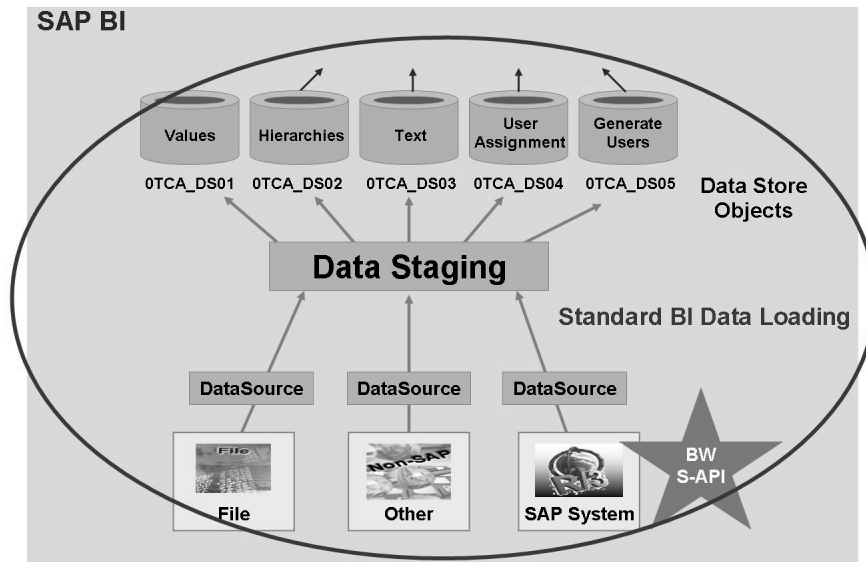 SAP BI
Values
Hierarchies
Text
User
Assignment
Generate
Users
0TCA_DS01
0TCA_DS02
0TCA_DS03
0TCA_DS04
0TCA_DS05
Data Store
Objects
Data Staging
Standard BI Data Loading
DataSource
DataSource
DataSource
File
Non-SAP
R/3
BW
S-API
File
Other
SAP System